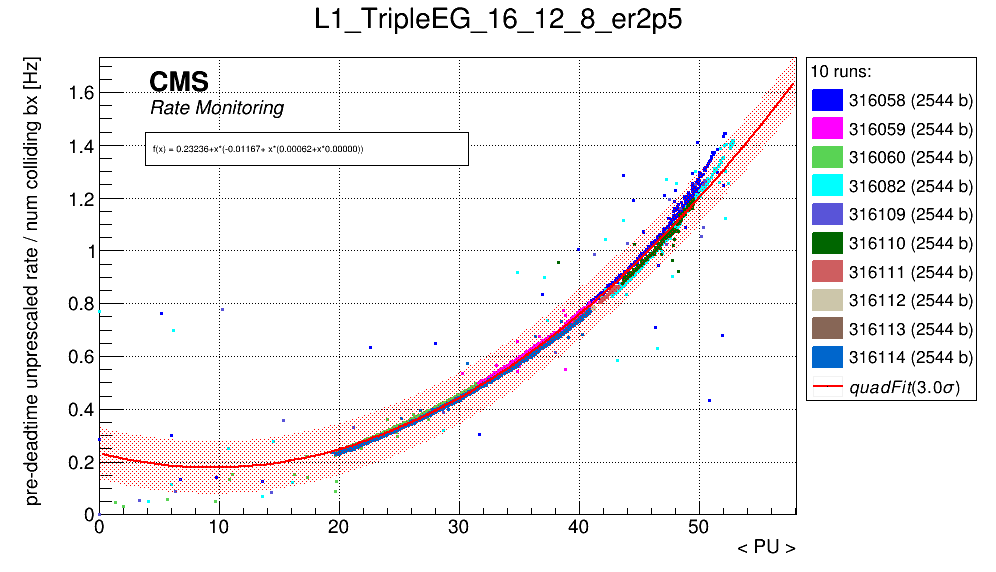 L1_TripleEG_16_12_8_er2p5
pre-deadtime unprescaled rate / num colliding bx [Hz]
CMS
Rate Monitoring
f(x) = 0.23236+x*(-0.01167+ x*(0.00062+x*0.00000))
1.6
1.4
1.2
1
0.8
0.6
0.4
0.2
0
0
10
20
30
40
50
< PU >
10 runs:
316058 (2544 b)
316059 (2544 b)
316060 (2544 b)
316082 (2544 b)
316109 (2544 b)
316110 (2544 b)
316111 (2544 b)
316112 (2544 b)
316113 (2544 b)
316114 (2544 b)
quadFit(3.0σ)